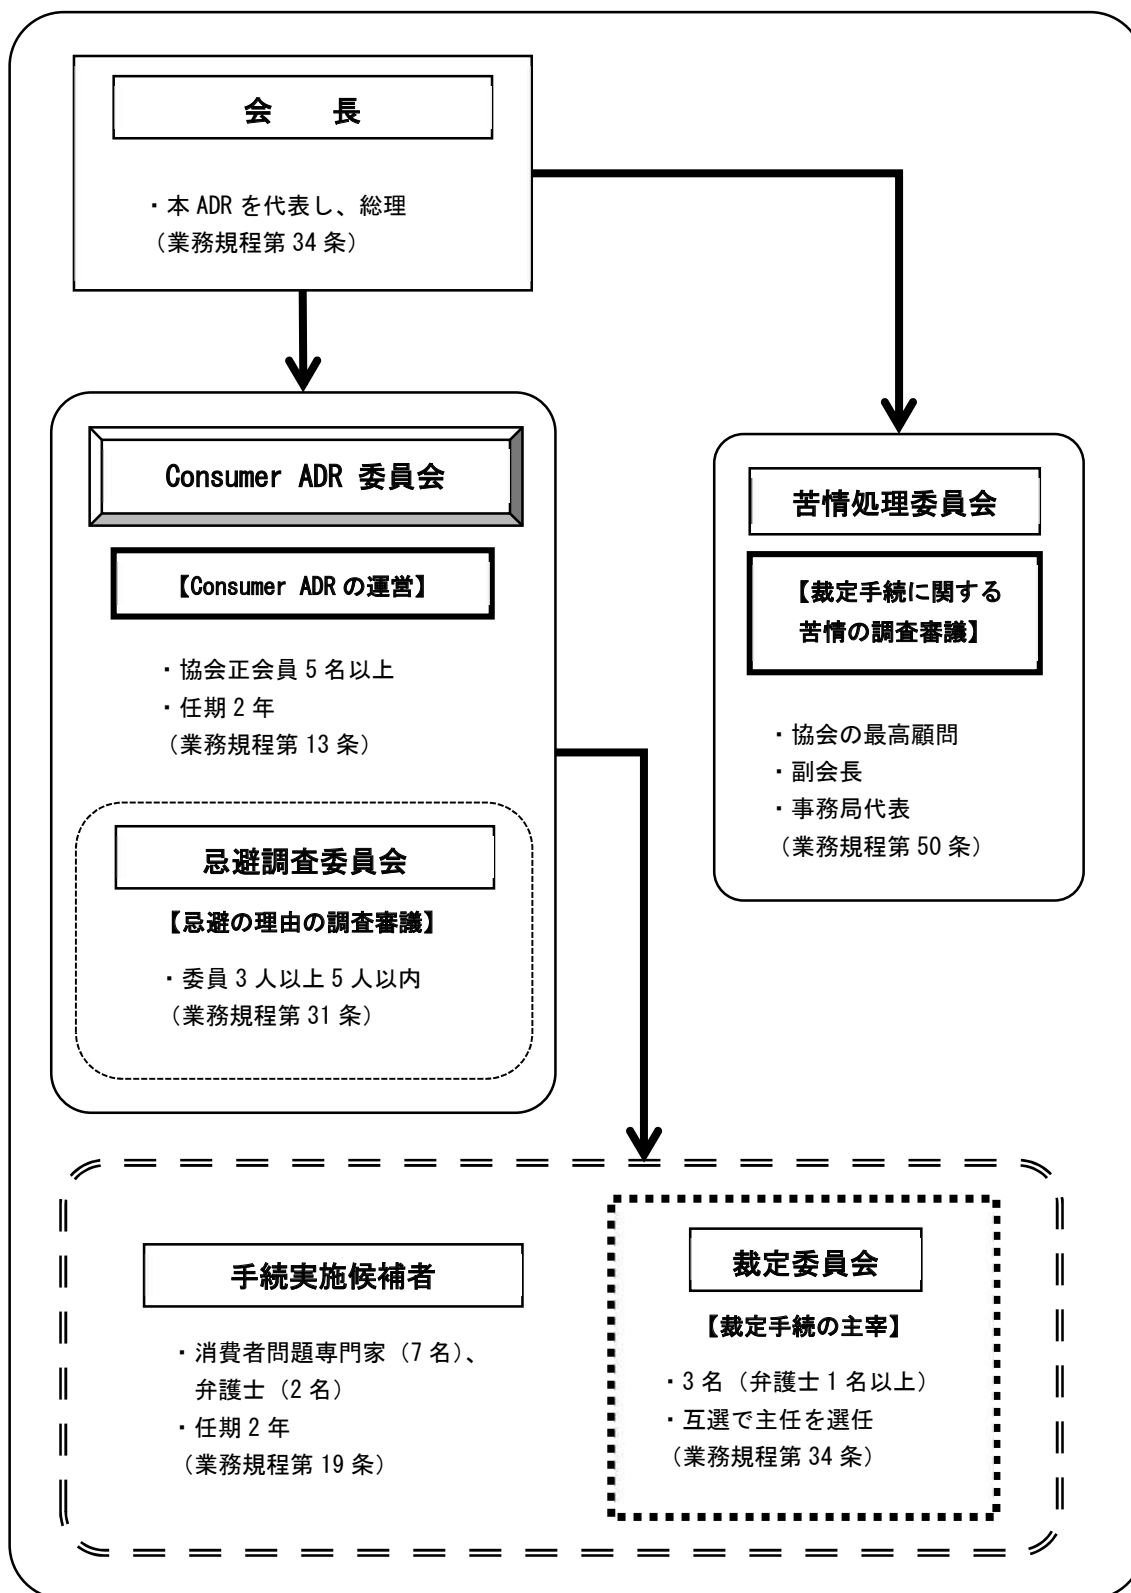 会　　長
・本 ADR を代表し、総理
（業務規程第 34 条）
Consumer ADR 委員会
【Consumer ADR の運営】
・協会正会員 5 名以上
・任期 2 年
（業務規程第 13 条）
忌避調査委員会
【忌避の理由の調査審議】
・委員 3 人以上 5 人以内
（業務規程第 31 条）
苦情処理委員会
【裁定手続に関する
苦情の調査審議】
・協会の最高顧問
・副会長
・事務局代表
（業務規程第 50 条）
手続実施候補者
・消費者問題専門家（7 名）、
弁護士（2 名）
・任期 2 年
（業務規程第 19 条）
裁定委員会
【裁定手続の主宰】
・3 名（弁護士 1 名以上）
・互選で主任を選任
（業務規程第 34 条）